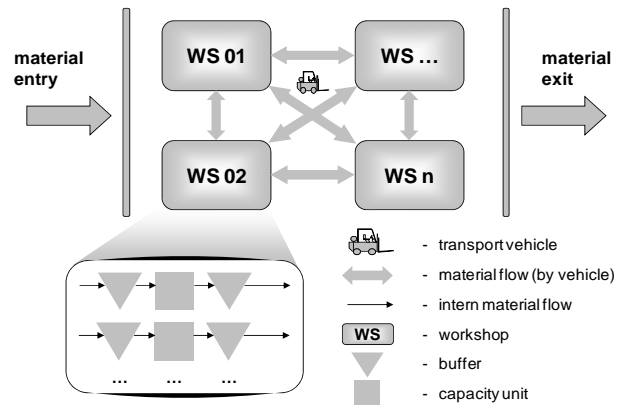 material
entry
WS 01
WS ...
material
exit
WS 02
WS n
- transport vehicle
- material flow (by vehicle)
- intern material flow
WS - workshop
- buffer
- capacity unit
... ... ...